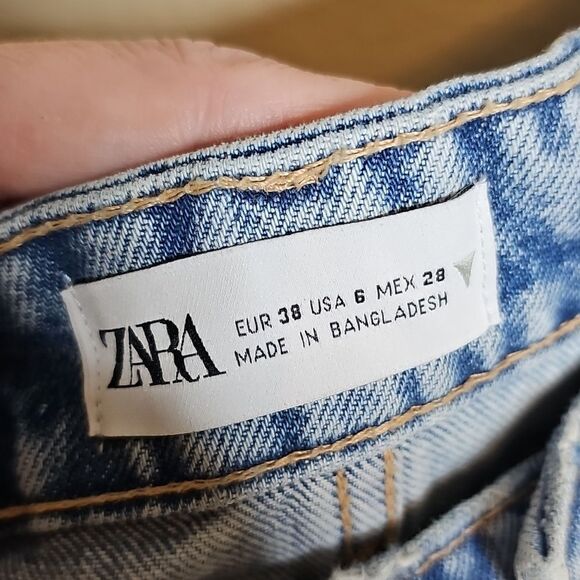 ZARA
EUR 38 USA 6 MEX 28
MADE IN BANGLADESH